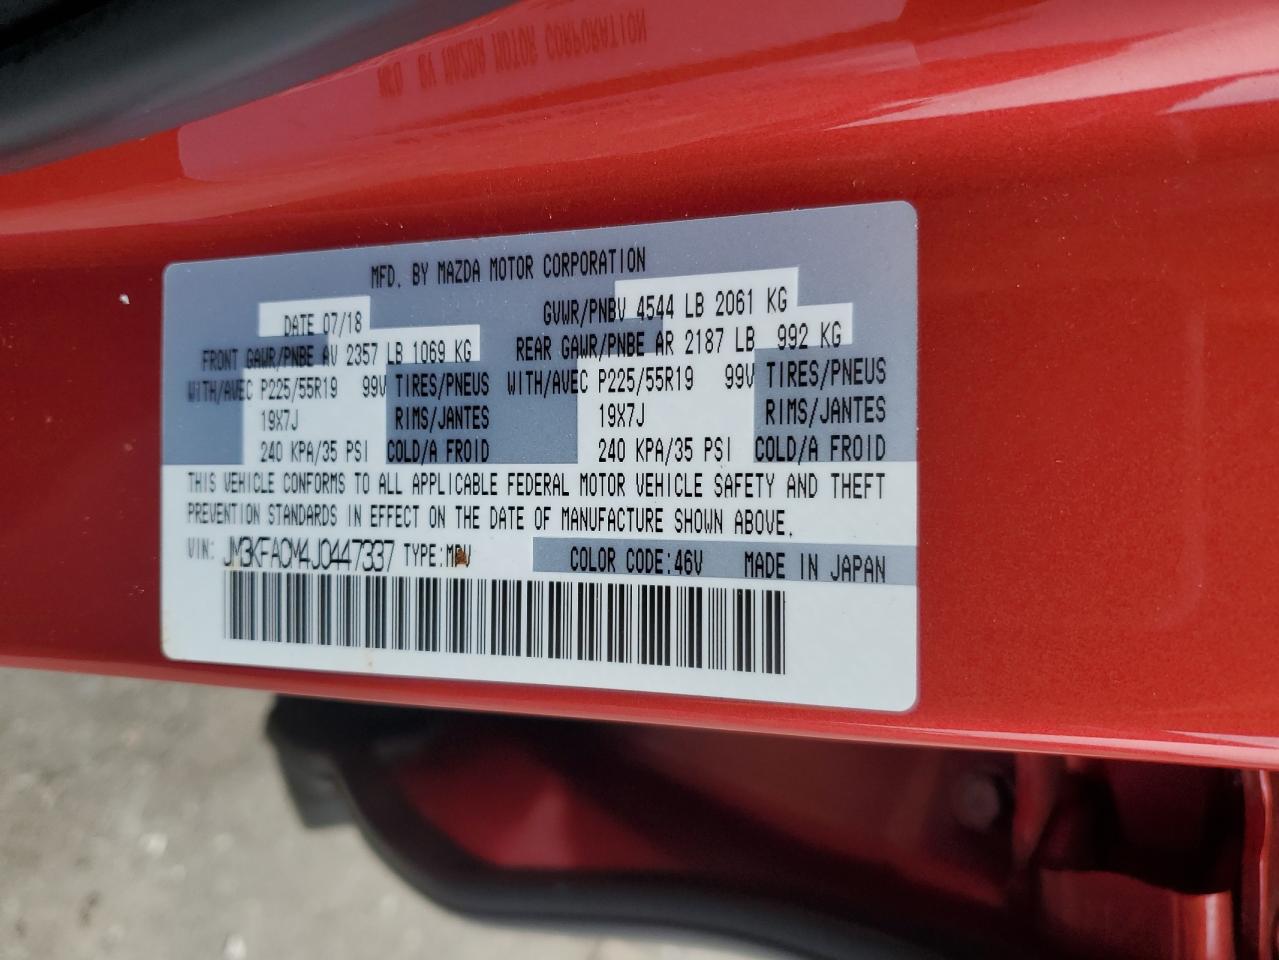 MFD. BY MAZDA MOTOR CORPORATION
MFD. BY MAZDA MOTOR CORPORATION
DATE 07/18 GVWR/PNBV 4544 LB 2061 KG
FRONT GAWR/PNBE AV 2357 LB 1069 KG REAR GAWR/PNBE AR 2187 LB 992 KG
WITH/AVEC P225/55R19 99V TIRES/PNEUS WITH/AVEC P225/55R19 99V TIRES/PNEUS
19X7J RIMS/JANTES 19X7J RIMS/JANTES
240 KPA/35 PSI COLD/A FROID 240 KPA/35 PSI COLD/A FROID
THIS VEHICLE CONFORMS TO ALL APPLICABLE FEDERAL MOTOR VEHICLE SAFETY AND THEFT
PREVENTION STANDARDS IN EFFECT ON THE DATE OF MANUFACTURE SHOWN ABOVE.
VIN: JM3KFACM4J0447337 TYPE:MPV COLOR CODE:46V MADE IN JAPAN